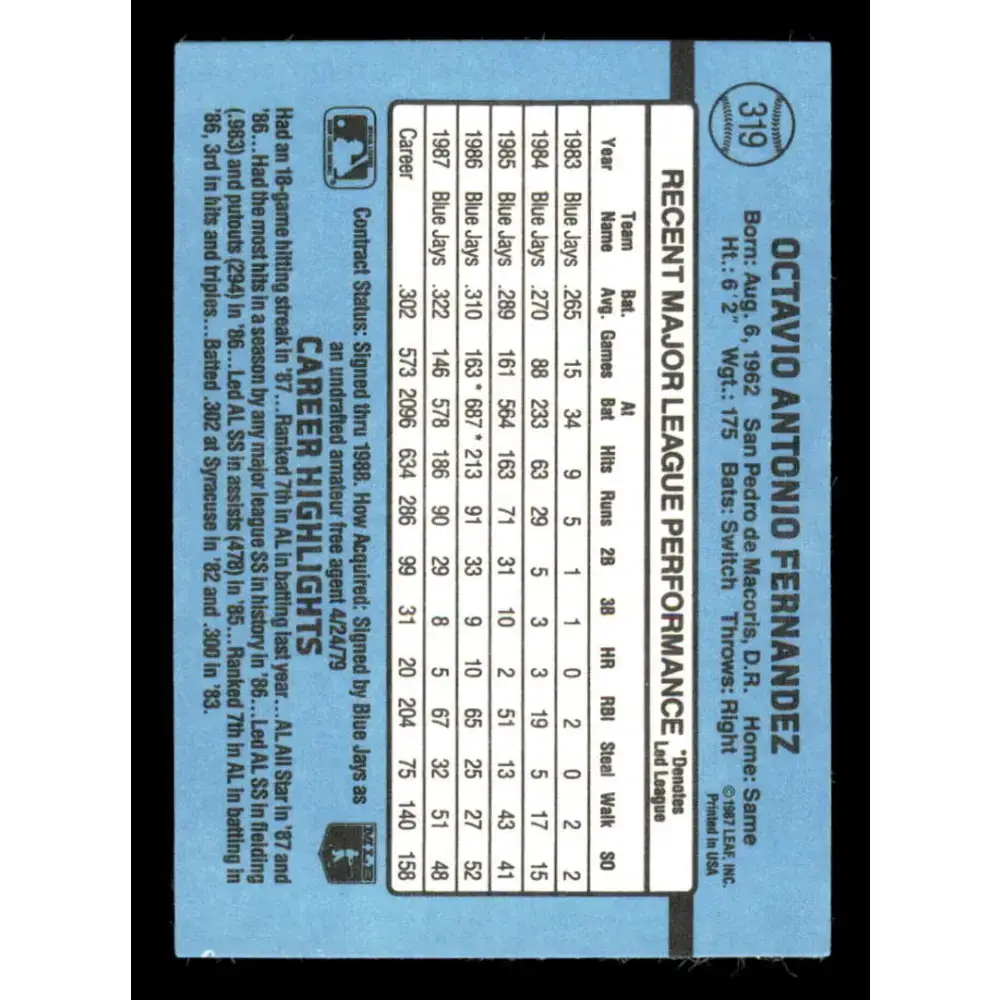 319
OCTAVIO ANTONIO FERNANDEZ
Born: Aug. 6, 1962 San Pedro de Macoris, D.R. Home: Same
Ht.: 6'2" Wgt.: 175 Bats: Switch Throws: Right
©1987 LEAF, INC.
Printed in USA
RECENT MAJOR LEAGUE PERFORMANCE *Denotes Led League
Year Team Name Bat. Avg. Games At Bat Hits Runs 2B 3B HR RBI Steal Walk SO
1983 Blue Jays .265 15 34 9 5 1 1 0 2 0 2 2
1984 Blue Jays .270 88 233 63 29 5 3 3 19 5 17 15
1985 Blue Jays .289 161 564 163 71 31 10 2 51 13 43 41
1986 Blue Jays .310 163* 687* 213 91 33 9 10 65 25 27 52
1987 Blue Jays .322 146 578 186 90 29 8 5 67 32 51 48
Career .302 573 2096 634 286 99 31 20 204 75 140 158
Contract Status: Signed thru 1988. How Acquired: Signed by Blue Jays as
an undrafted amateur free agent 4/24/79
MLB
CAREER HIGHLIGHTS
Had an 18-game hitting streak in '87...Ranked 7th in AL in batting last year...AL All Star in '87 and
'86...Had the most hits in a season by any major league SS in history in '86...Led AL SS in fielding
(.983) and putouts (294) in '86...Led AL SS in assists (478) in '85...Ranked 7th in AL in batting in
'86, 3rd in hits and triples...Batted .302 at Syracuse in '82 and .300 in '83.